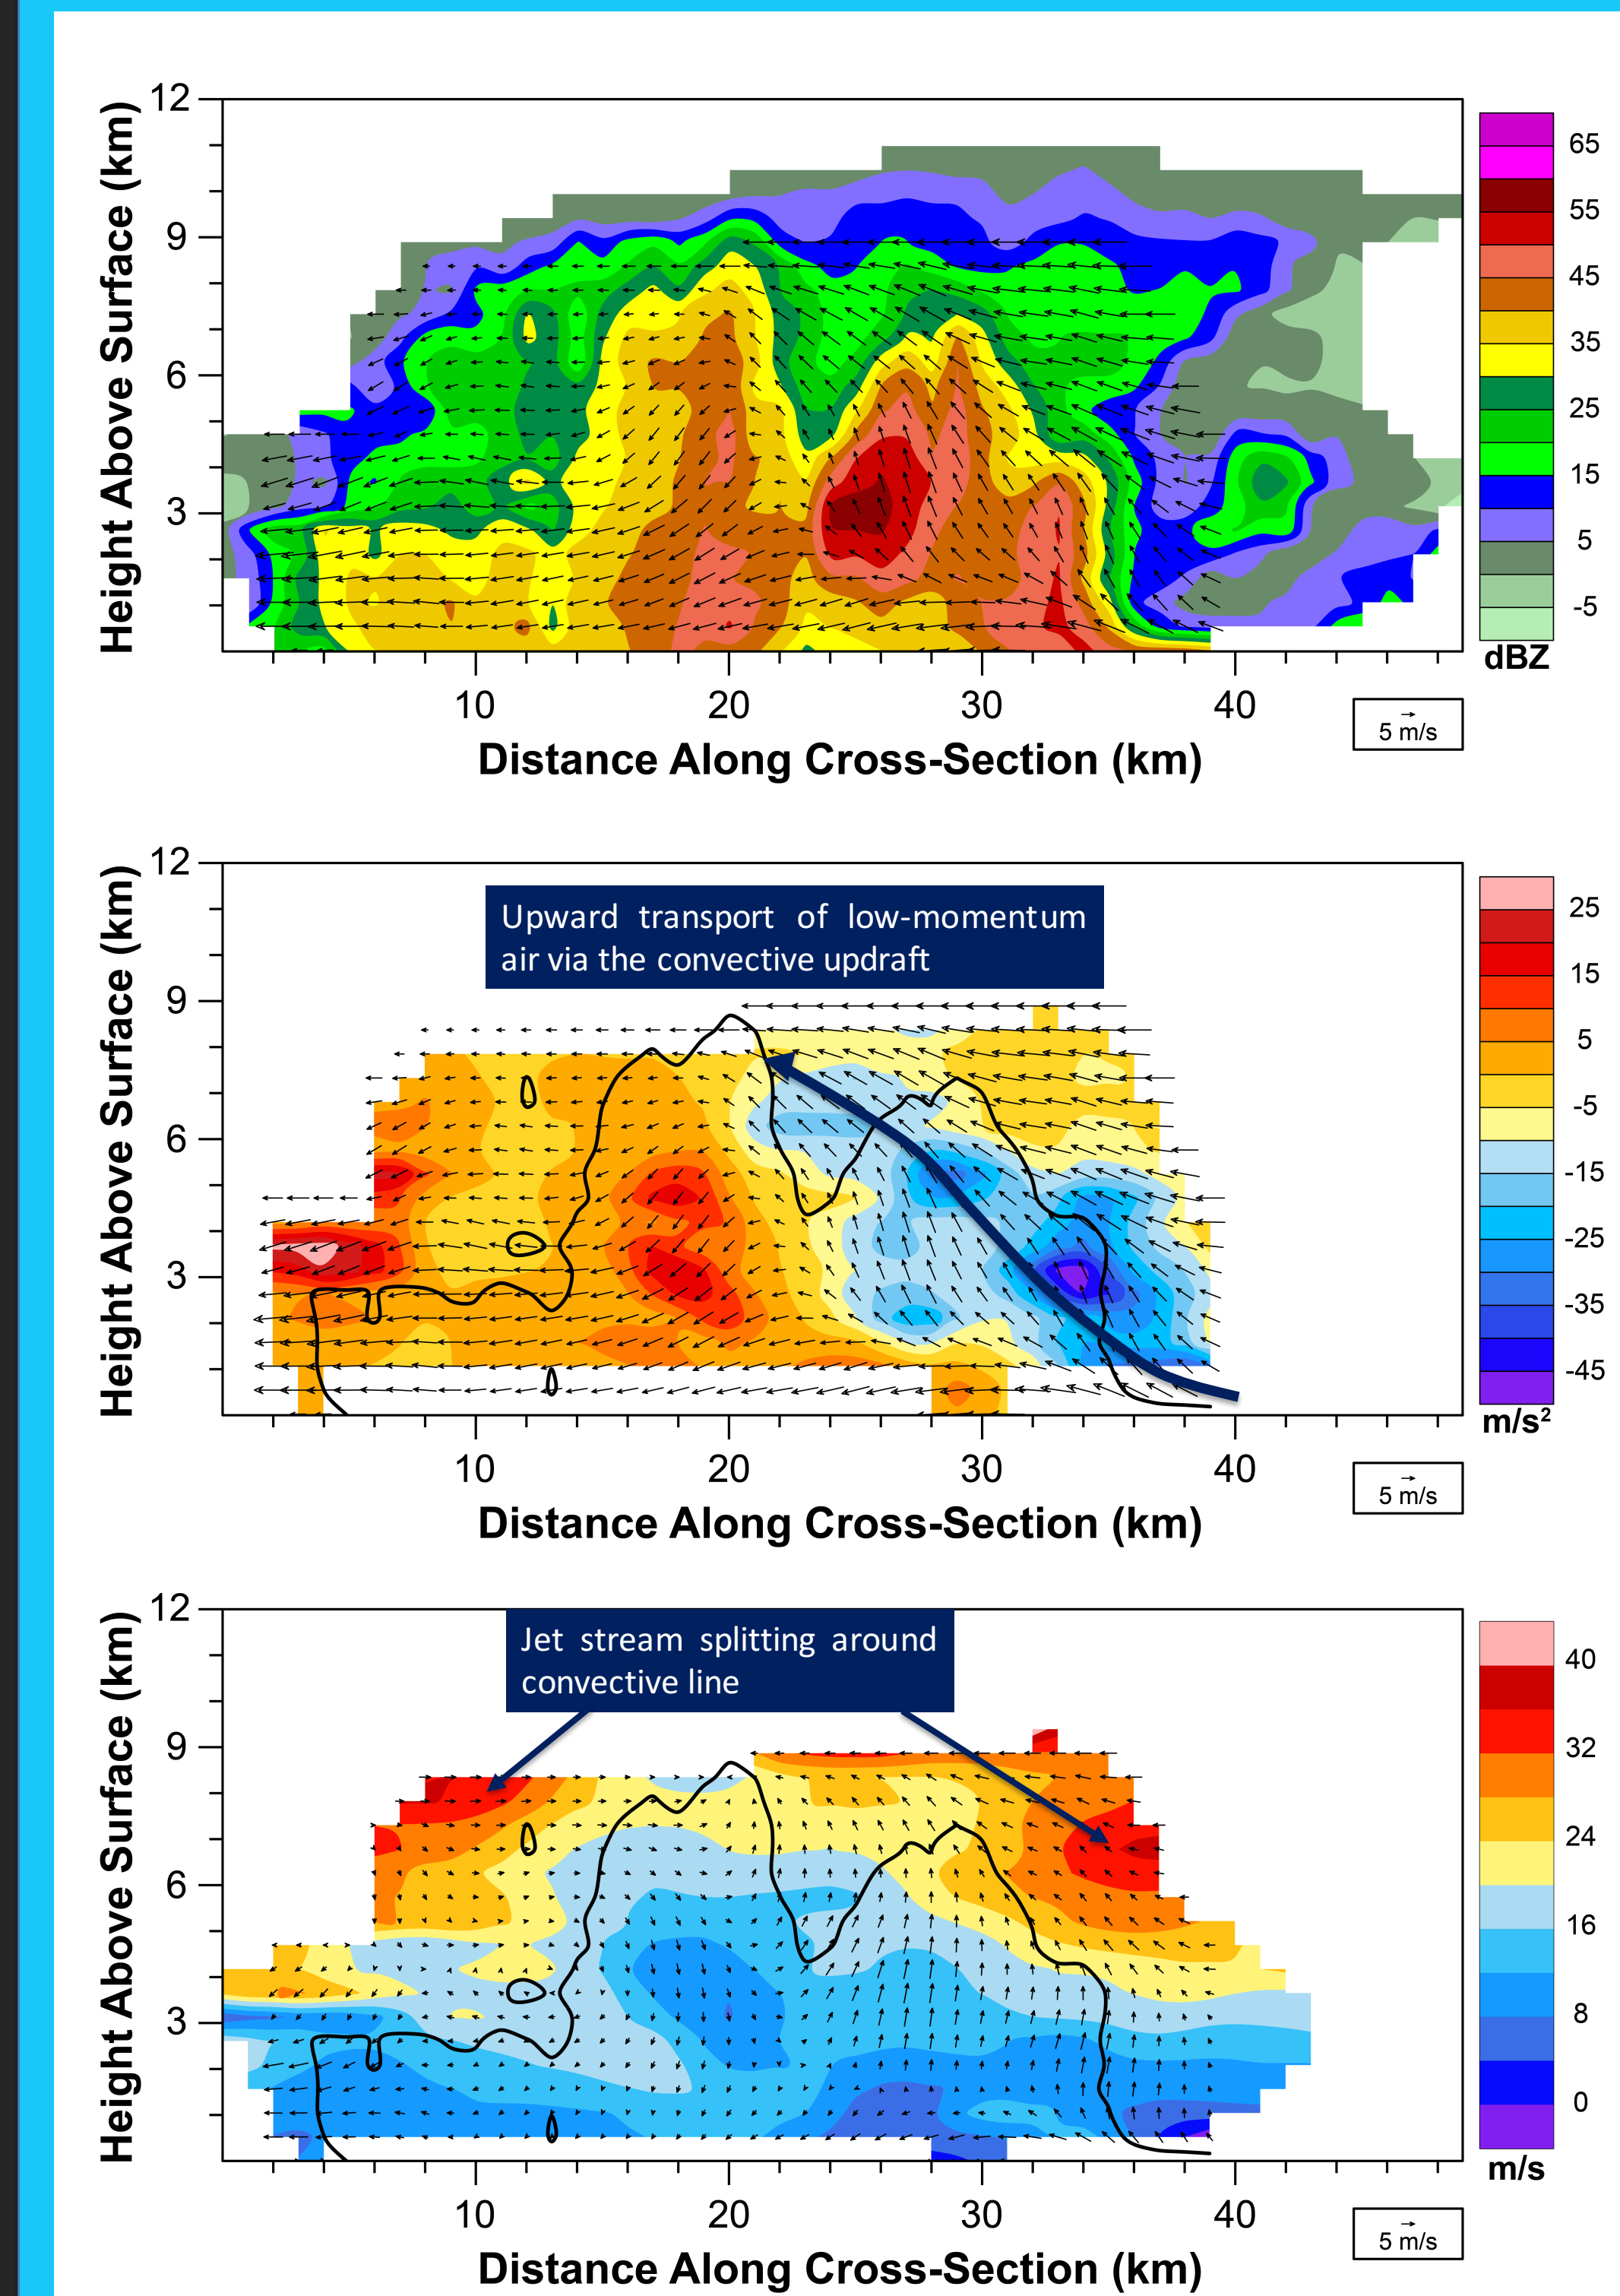 12
9
6
3
Height Above Surface (km)
10 20 30 40
Distance Along Cross-Section (km)
65
55
45
35
25
15
5
-5
dBZ
5 m/s
12
9
6
3
Height Above Surface (km)
Upward transport of low-momentum
air via the convective updraft
10 20 30 40
Distance Along Cross-Section (km)
25
15
5
-5
-15
-25
-35
-45
m/s²
5 m/s
12
9
6
3
Height Above Surface (km)
Jet stream splitting around
convective line
10 20 30 40
Distance Along Cross-Section (km)
40
32
24
16
8
0
m/s
5 m/s